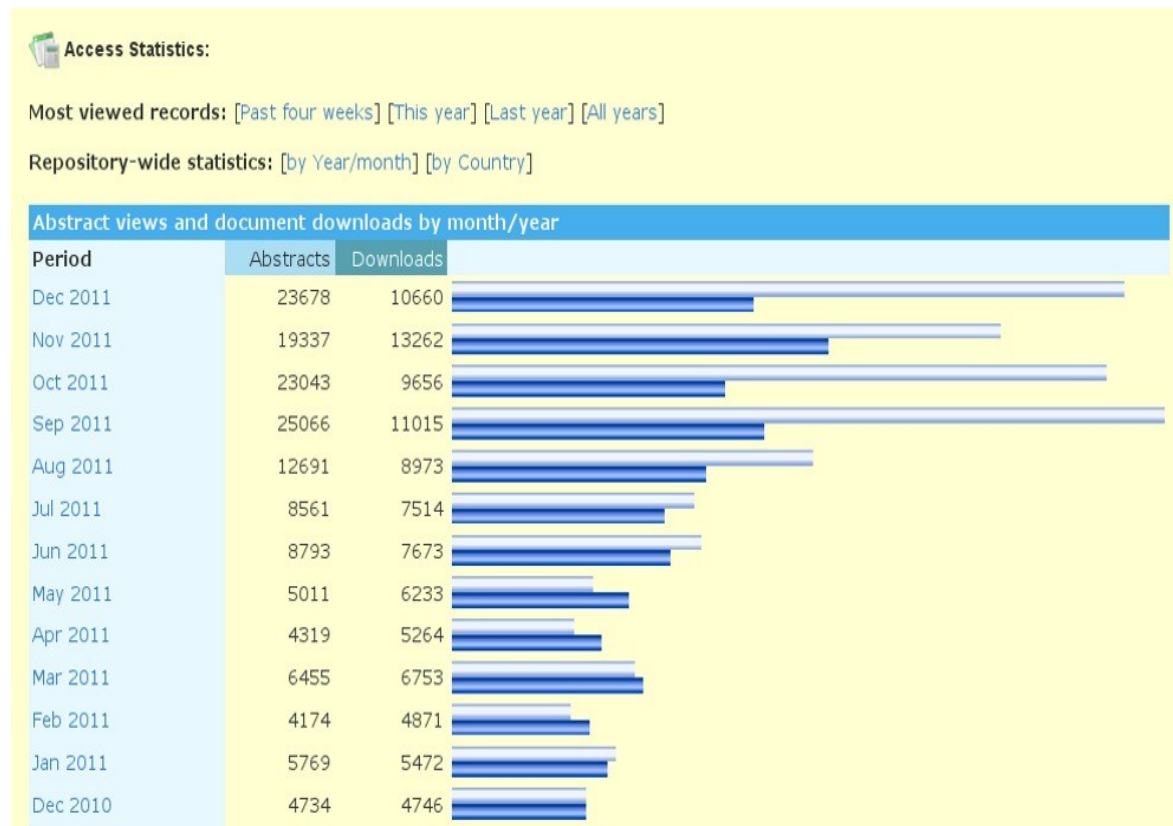 Access Statistics:
Most viewed records: [Past four weeks] [This year] [Last year] [All years]
Repository-wide statistics: [by Year/month] [by Country]
Abstract views and document downloads by month/year
Period Abstracts Downloads
Dec 2011 23678 10660
Nov 2011 19337 13262
Oct 2011 23043 9656
Sep 2011 25066 11015
Aug 2011 12691 8973
Jul 2011 8561 7514
Jun 2011 8793 7673
May 2011 5011 6233
Apr 2011 4319 5264
Mar 2011 6455 6753
Feb 2011 4174 4871
Jan 2011 5769 5472
Dec 2010 4734 4746